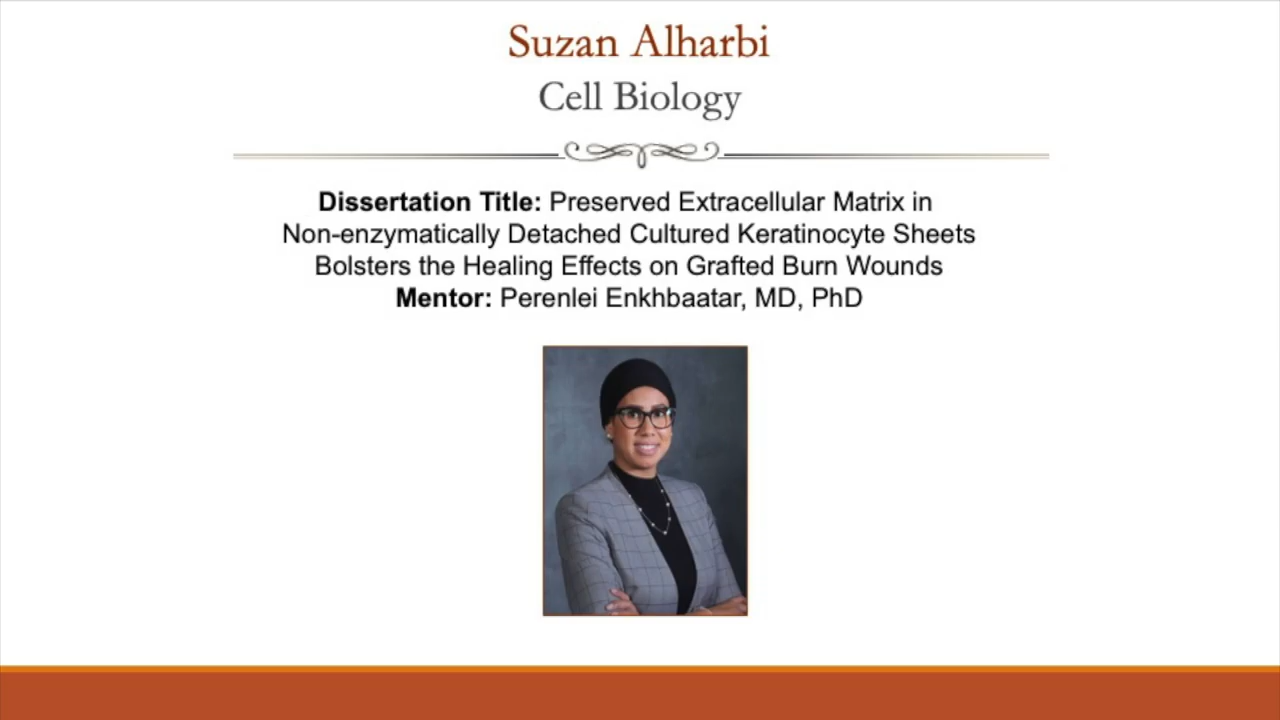 Suzan Alharbi
Cell Biology
Dissertation Title: Preserved Extracellular Matrix in
Non-enzymatically Detached Cultured Keratinocyte Sheets
Bolsters the Healing Effects on Grafted Burn Wounds
Mentor: Perenlei Enkhbaatar, MD, PhD